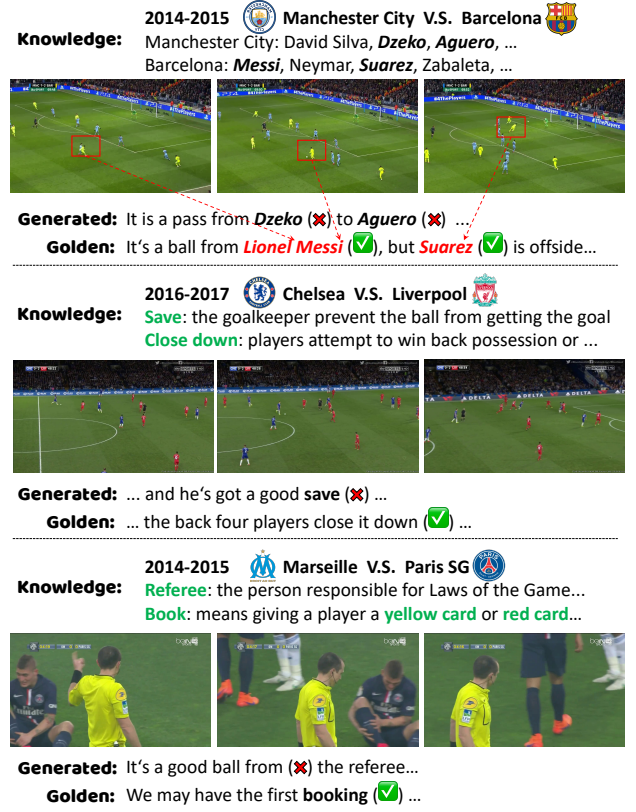 2014-2015 Manchester City V.S. Barcelona
Knowledge:
Manchester City: David Silva, Dzeko, Aguero, ...
Barcelona: Messi, Neymar, Suarez, Zabaleta, ...
Generated: It is a pass from Dzeko (❌) to Aguero (❌) ...
Golden: It's a ball from Lionel Messi (✅), but Suarez (✅) is offside...
2016-2017 Chelsea V.S. Liverpool
Knowledge:
Save: the goalkeeper prevent the ball from getting the goal
Close down: players attempt to win back possession or ...
DELTA
Generated: ... and he's got a good save (❌) ...
Golden: ... the back four players close it down (✅) ...
2014-2015 Marseille V.S. Paris SG
Knowledge:
Referee: the person responsible for Laws of the Game...
Book: means giving a player a yellow card or red card...
beIN
beIN
beIN
Generated: It's a good ball from (❌) the referee...
Golden: We may have the first booking (✅) ...